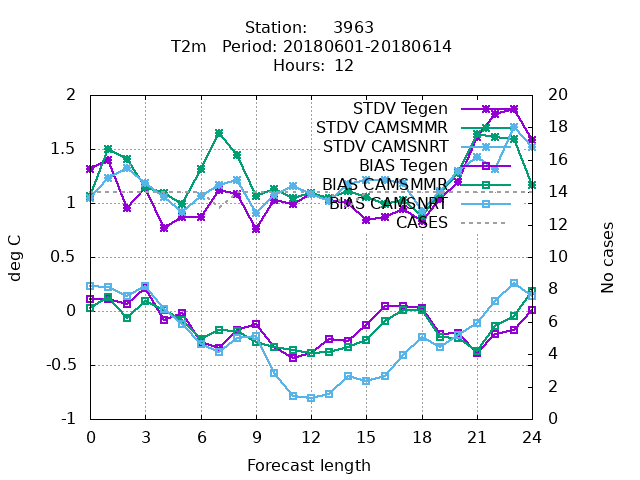 Station: 3963
T2m Period: 20180601-20180614
Hours: 12
2
1.5
1
0.5
0
-0.5
-1
20
18
16
14
12
10
8
6
4
2
0
STDV Tegen
STDV CAMSMMR
STDV CAMSNRT
BIAS Tegen
BIAS CAMSMMR
BIAS CAMSNRT
CASES
deg C
No cases
0 3 6 9 12 15 18 21 24
Forecast length